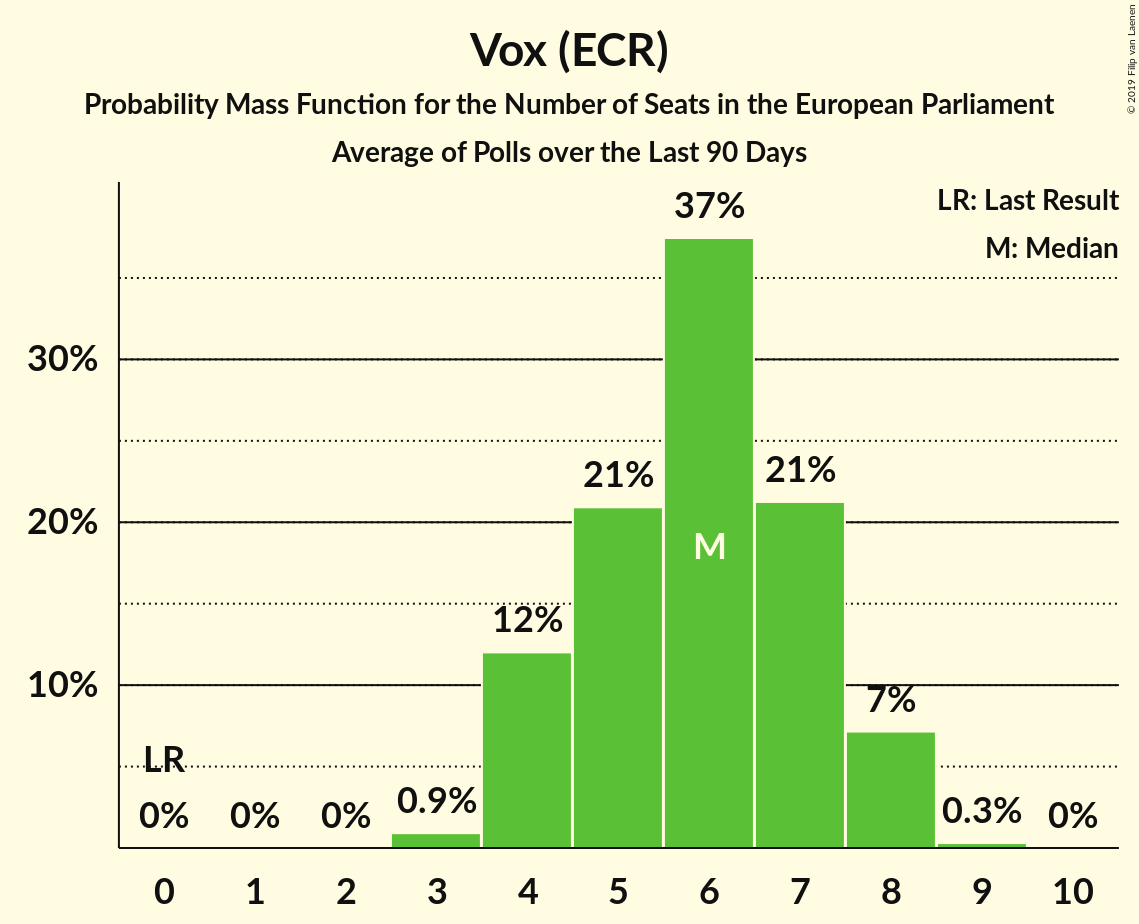 Vox (ECR)
Probability Mass Function for the Number of Seats in the European Parliament
Average of Polls over the Last 90 Days
© 2019 Filip van Laenen
LR: Last Result
M: Median
37%
30%
21%
21%
20%
M
12%
10%
7%
LR
0%
0%
0%
0.9%
0.3%
0%
0 1 2 3 4 5 6 7 8 9 10